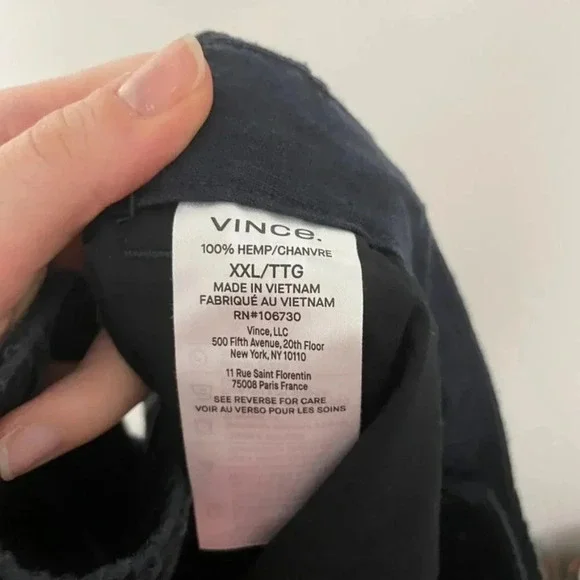 VINCE.
100% HEMP/CHANVRE
XXL/TTG
MADE IN VIETNAM
FABRIQUÉ AU VIETNAM
RN#106730
Vince, LLC
500 Fifth Avenue, 20th Floor
New York, NY 10110
11 Rue Saint Florentin
75008 Paris France
SEE REVERSE FOR CARE
VOIR AU VERSO POUR LES SOINS